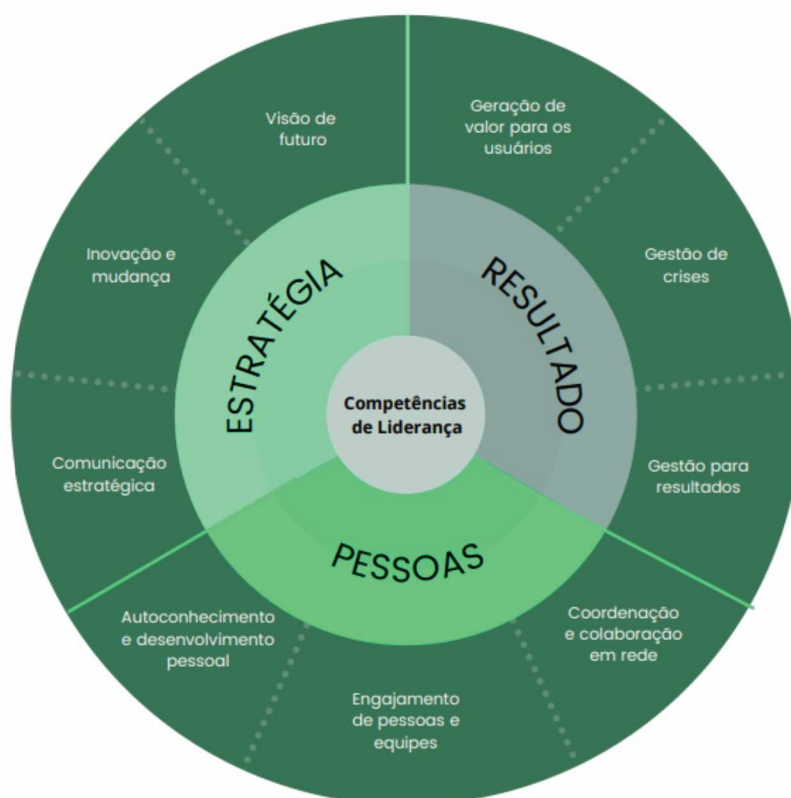 Visão de
futuro
Geração de
valor para os
usuários
Inovação e
mudança
Gestão de
crises
ESTRATÉGIA
RESULTADO
Competências
de Liderança
Comunicação
estratégica
Gestão para
resultados
PESSOAS
Autoconhecimento
e desenvolvimento
pessoal
Coordenação
e colaboração
em rede
Engajamento
de pessoas e
equipes